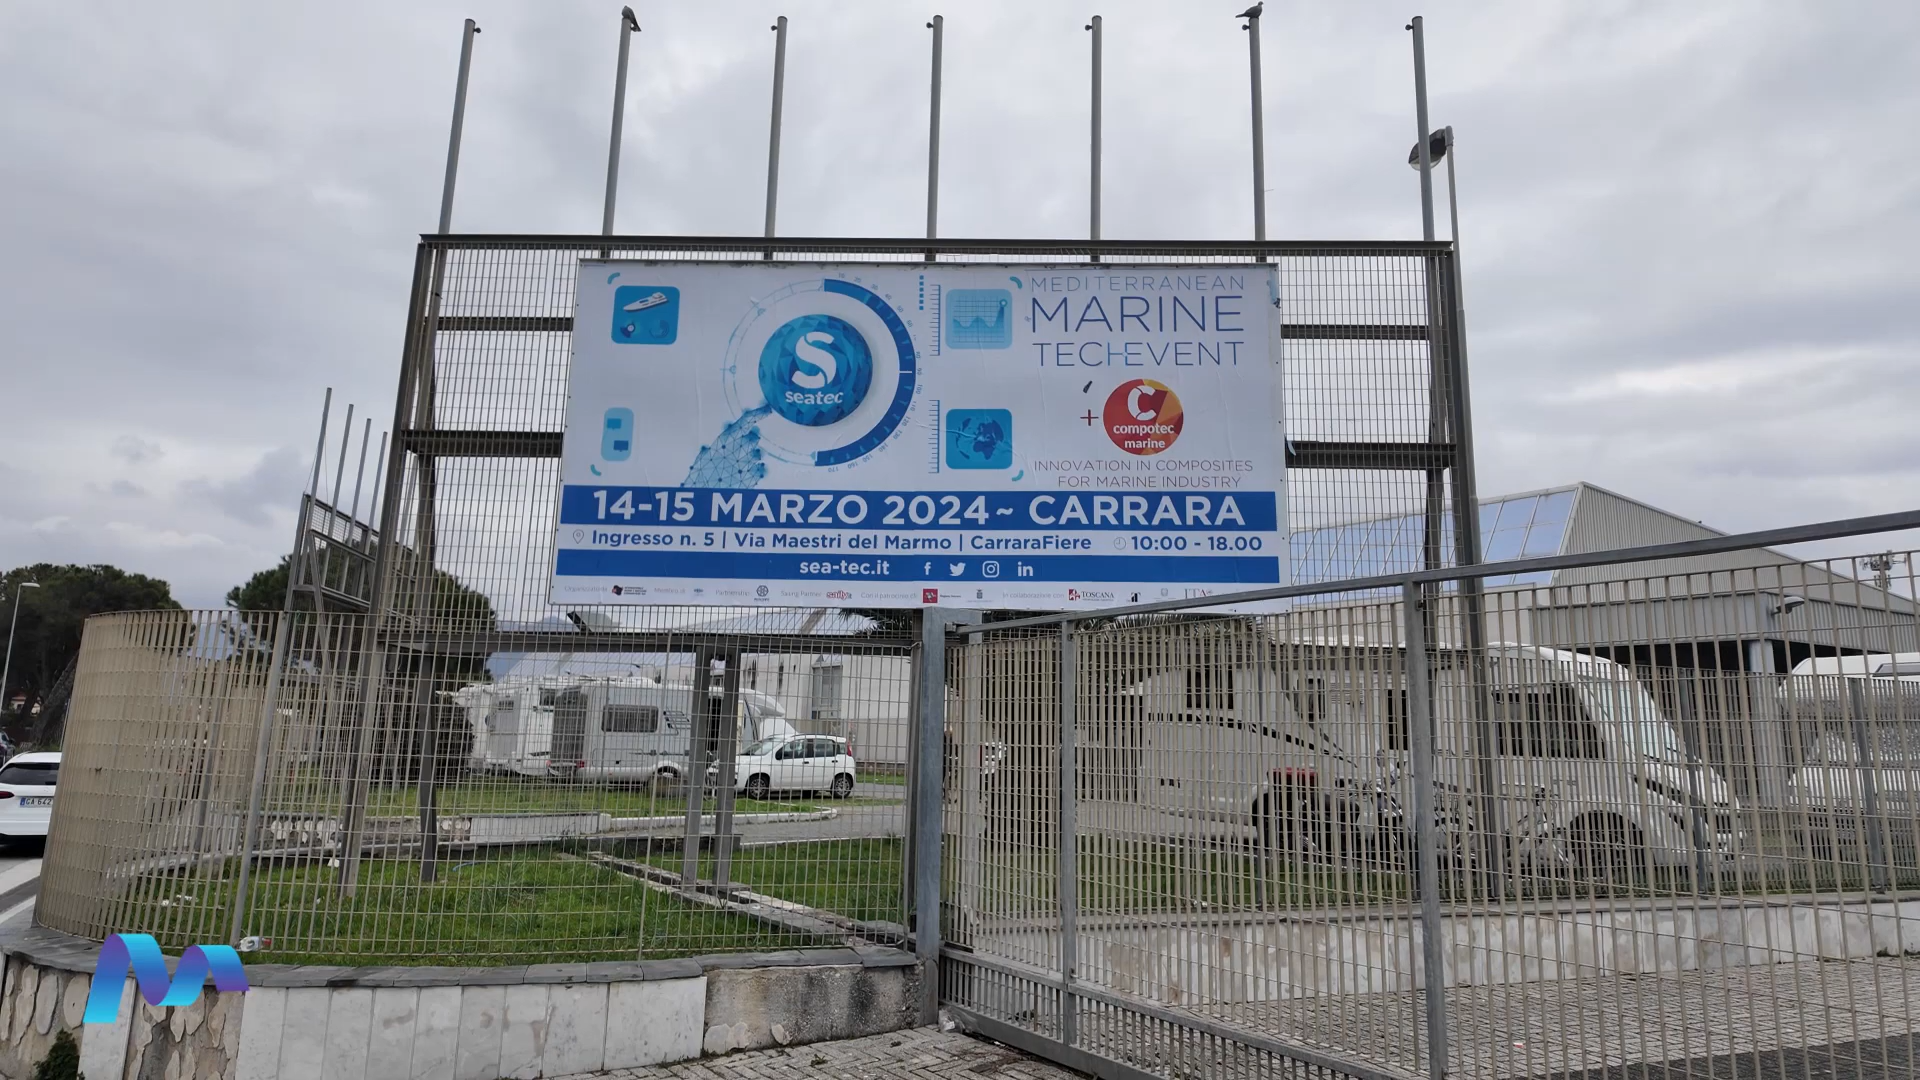 MEDITERRANEAN
MARINE
TECH-EVENT
seatec
+
compotec
marine
INNOVATION IN COMPOSITES
FOR MARINE INDUSTRY
14-15 MARZO 2024 ~ CARRARA
Ingresso n. 5 | Via Maestri del Marmo | CarraraFiere 10:00 - 18.00
sea-tec.it
TOSCANA